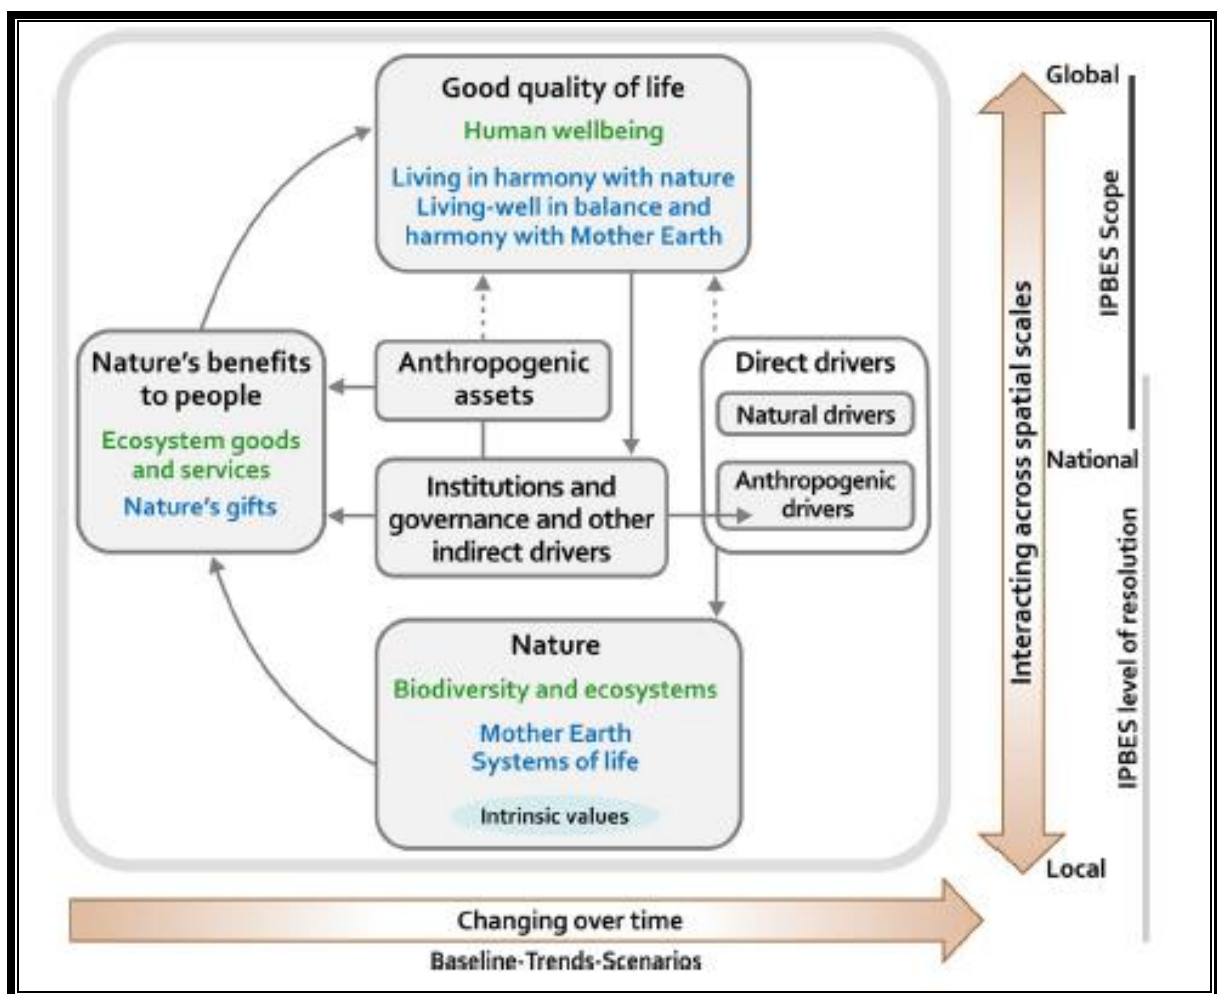 Good quality of life
Human wellbeing
Living in harmony with nature
Living-well in balance and
harmony with Mother Earth
Nature's benefits
to people
Ecosystem goods
and services
Nature's gifts
Anthropogenic
assets
Institutions and
governance and other
indirect drivers
Direct drivers
Natural drivers
Anthropogenic
drivers
Nature
Biodiversity and ecosystems
Mother Earth
Systems of life
Intrinsic values
Changing over time
Baseline-Trends-Scenarios
Interacting across spatial scales
Global
National
Local
IPBES Scope
IPBES level of resolution